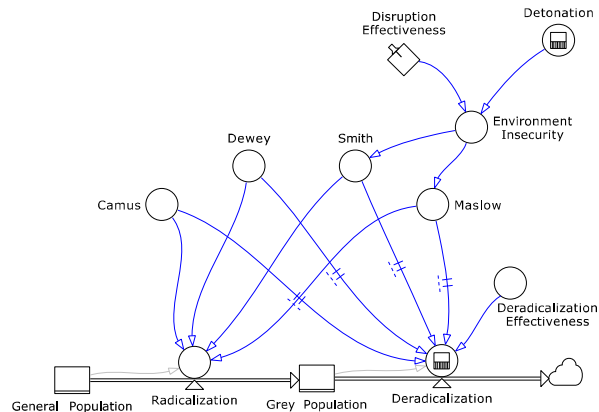 Disruption
Effectiveness
Detonation
Environment
Insecurity
Dewey
Smith
Camus
Maslow
Deradicalization
Effectiveness
General Population
Radicalization
Grey Population
Deradicalization